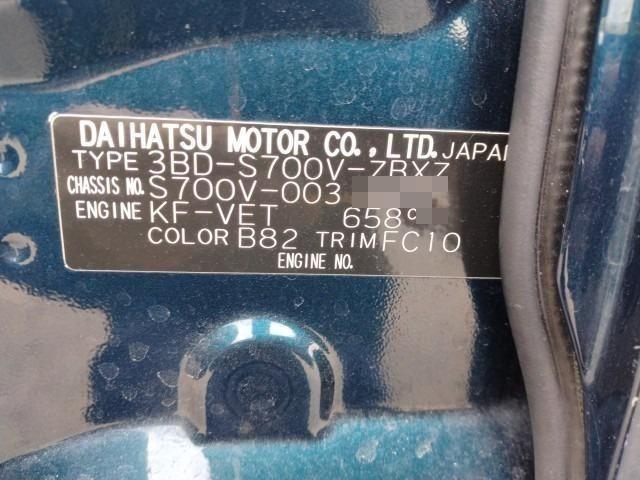 DAIHATSU MOTOR CO.,LTD. JAPAN
TYPE 3BD-S700V-ZBXZ
CHASSIS NO. S700V-003
ENGINE KF-VET 658
COLOR B82 TRIM FC10
ENGINE NO.